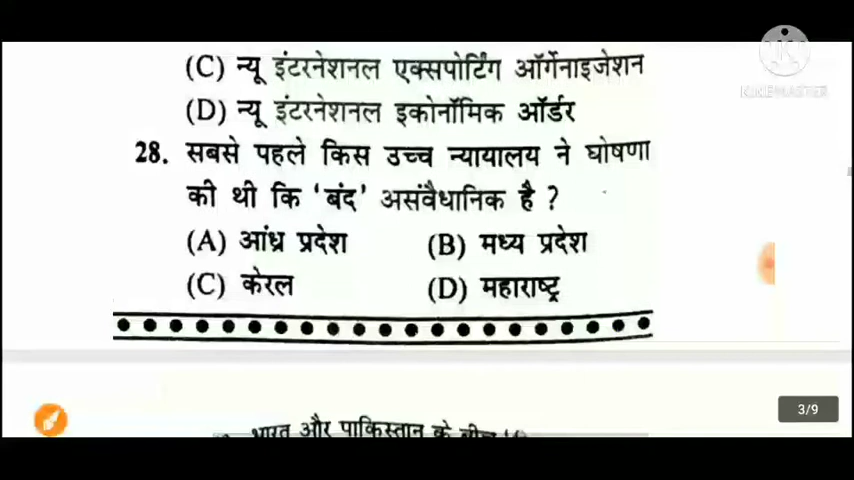 (C) न्यू इंटरनेशनल एक्सपोर्टिंग ऑर्गेनाइजेशन
KINEMASTER
(D) न्यू इंटरनेशनल इकोनॉमिक ऑर्डर
28. सबसे पहले किस उच्च न्यायालय ने घोषणा
की थी कि 'बंद' असंवैधानिक है ?
(A) आंध्र प्रदेश (B) मध्य प्रदेश
(C) केरल (D) महाराष्ट्र
3/9
भारत और पाकिस्तान के बीच